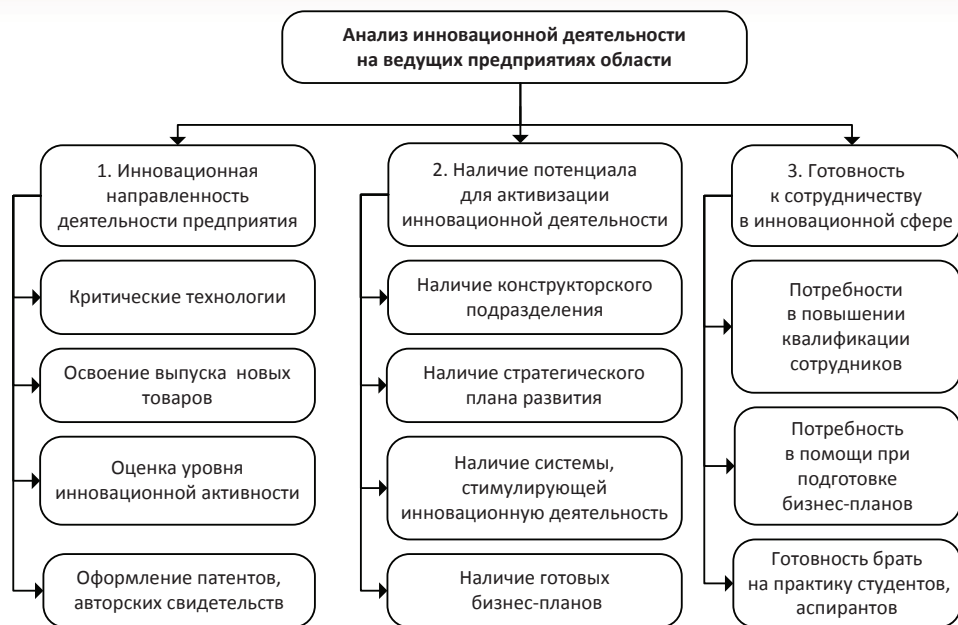 Анализ инновационной деятельности
на ведущих предприятиях области
1. Инновационная
направленность
деятельности предприятия
Критические технологии
Освоение выпуска новых
товаров
Оценка уровня
инновационной активности
Оформление патентов,
авторских свидетельств
2. Наличие потенциала
для активизации
инновационной деятельности
Наличие конструкторского
подразделения
Наличие стратегического
плана развития
Наличие системы,
стимулирующей
инновационную деятельность
Наличие готовых
бизнес-планов
3. Готовность
к сотрудничеству
в инновационной сфере
Потребности
в повышении
квалификации
сотрудников
Потребность
в помощи при
подготовке
бизнес-планов
Готовность брать
на практику студентов,
аспирантов